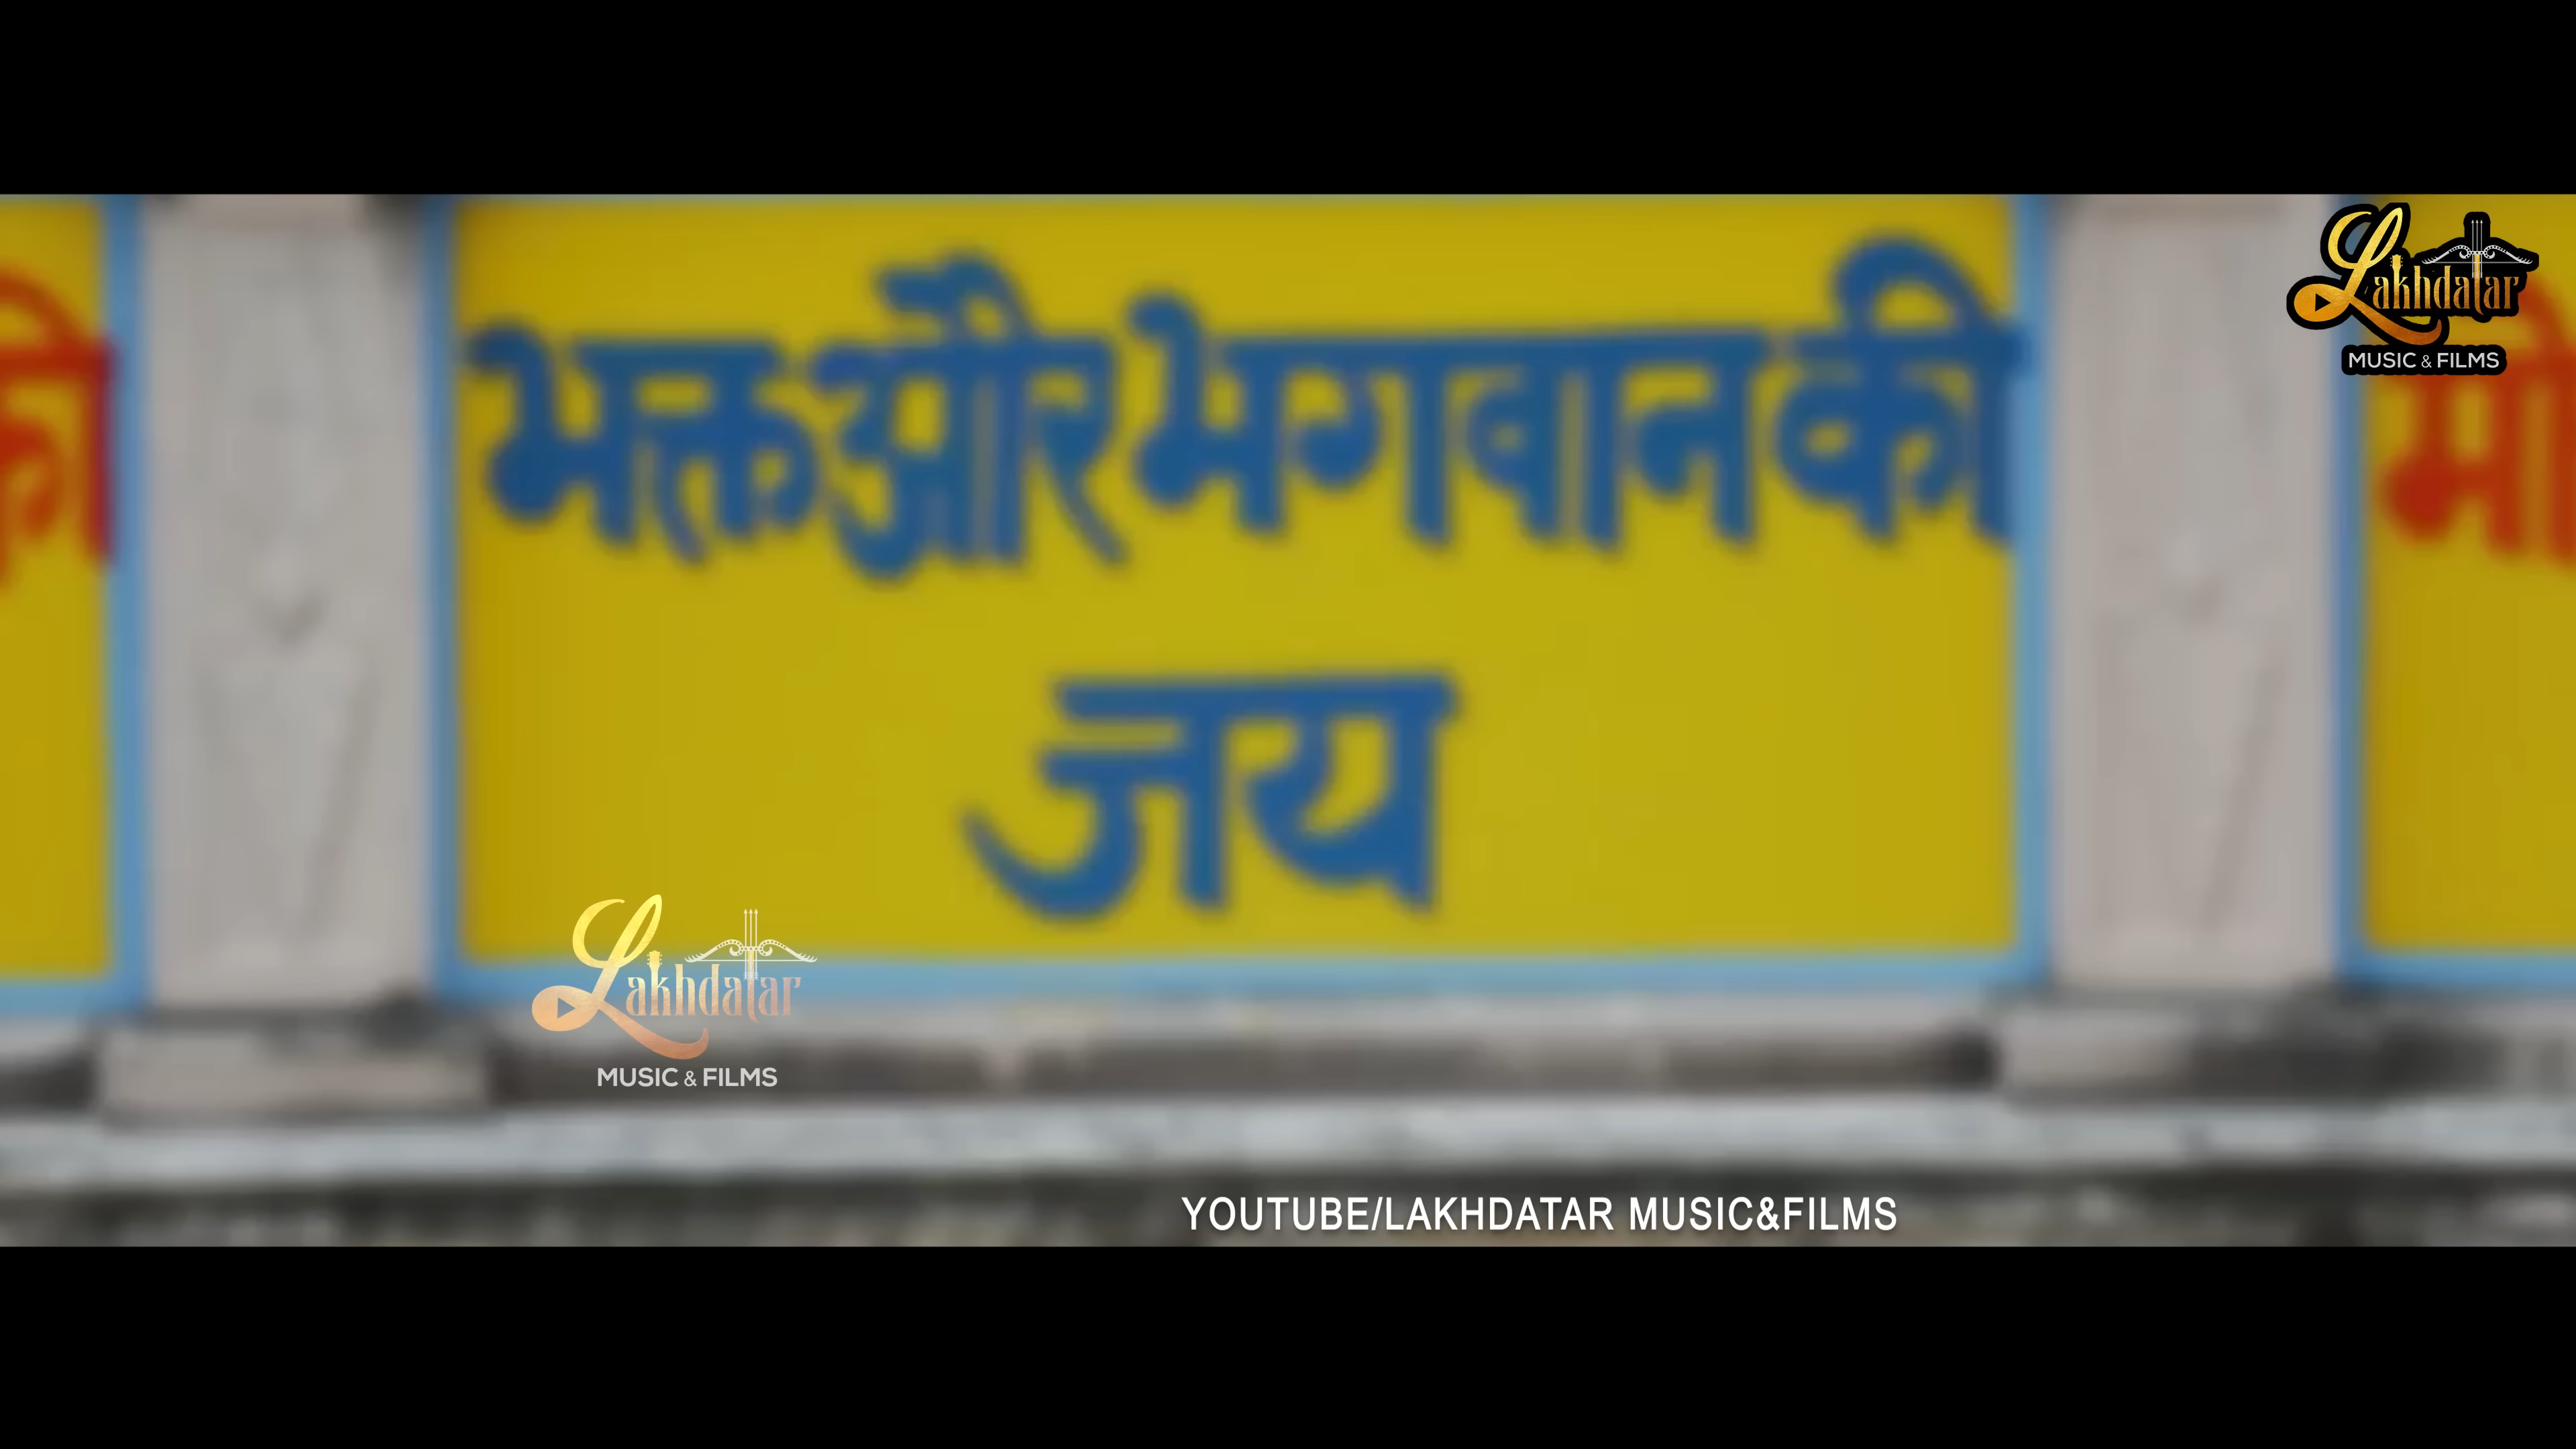 भक्त और भगवान की
जय
Lakhdatar
MUSIC & FILMS
Lakhdatar
MUSIC & FILMS
YOUTUBE/LAKHDATAR MUSIC&FILMS